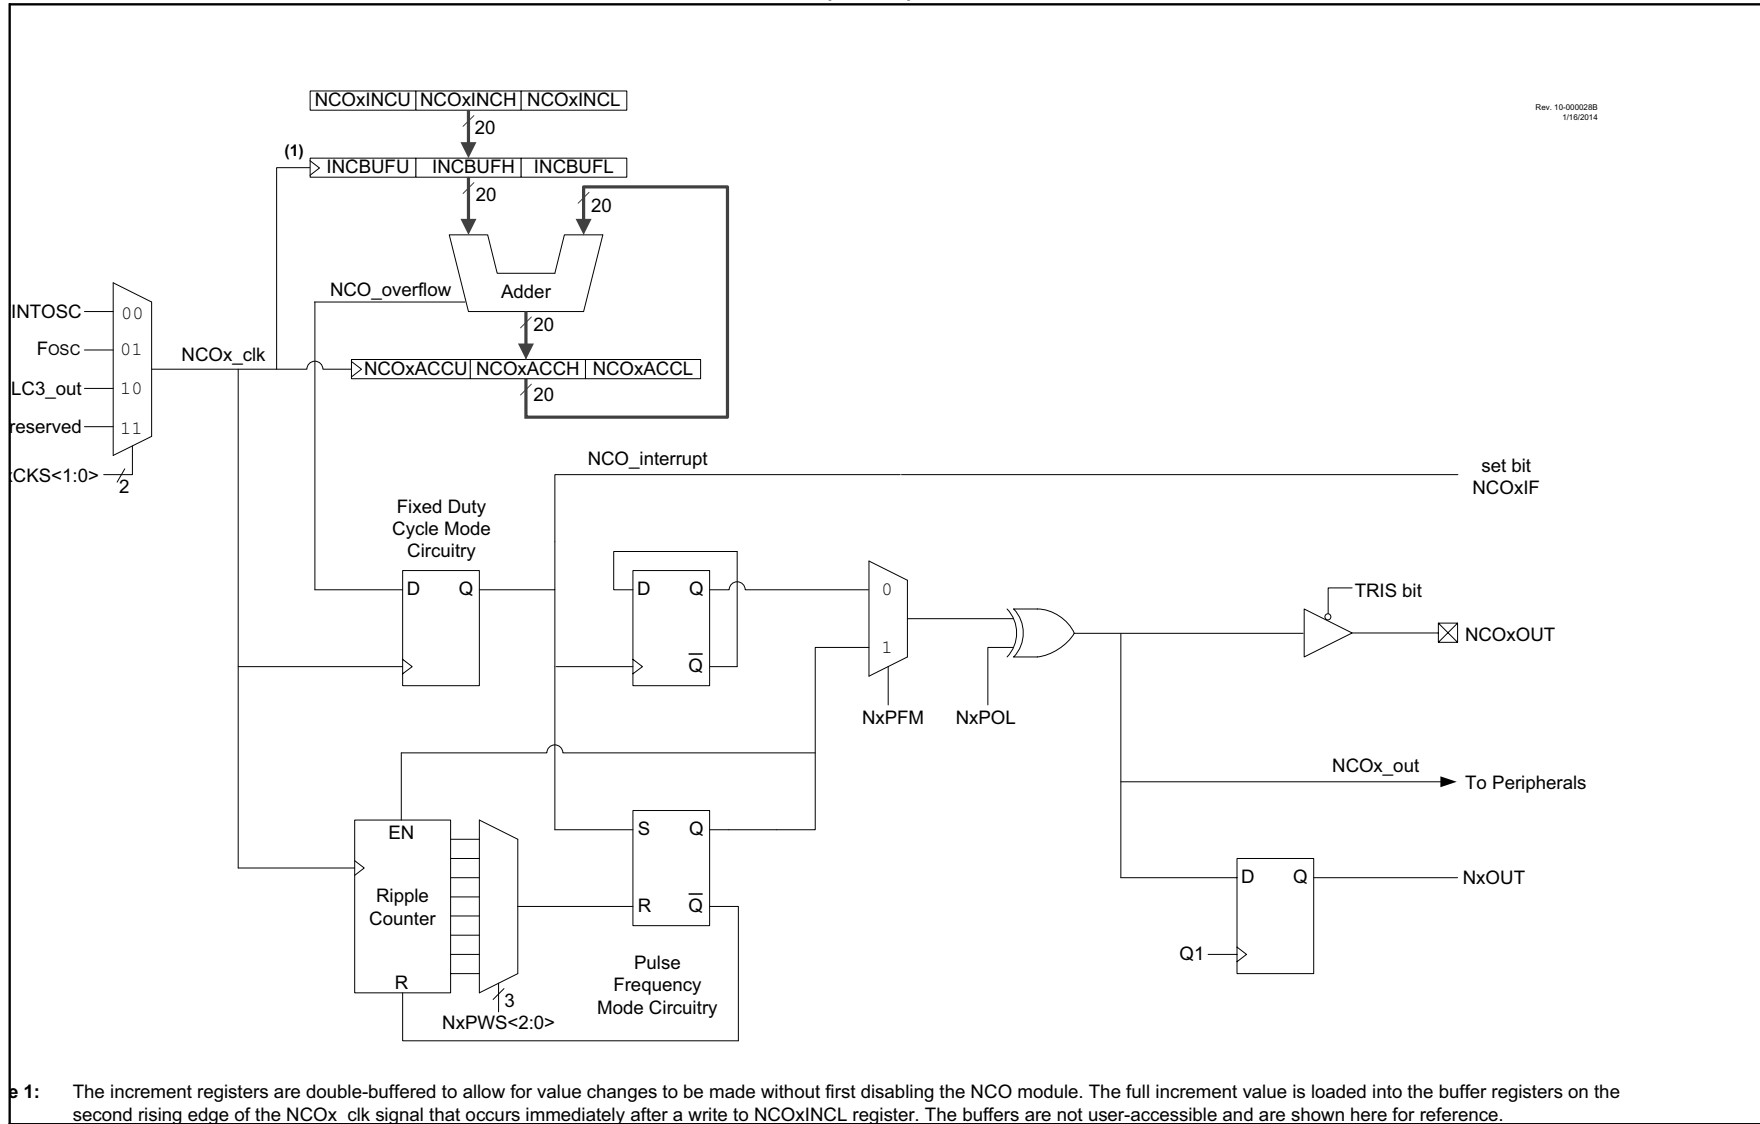 Rev. 10-000028B
1/16/2014
NCOxINCU NCOxINCH NCOxINCL
20
(1)
INCBUFU INCBUFH INCBUFL
20
20
NCO_overflow
Adder
20
INTOSC
00
FOSC
01
LC3_out
10
reserved
11
CKS<1:0>
2
NCOx_clk
NCOxACCU NCOxACCH NCOxACCL
20
NCO_interrupt
set bit
NCOxIF
Fixed Duty
Cycle Mode
Circuitry
D Q
D Q
Q̅
0
1
NxPFM
NxPOL
TRIS bit
NCOxOUT
NCOx_out
To Peripherals
EN
Ripple
Counter
R
3
NxPWS<2:0>
S Q
R Q̅
Pulse
Frequency
Mode Circuitry
D Q
NxOUT
Q1
e 1: The increment registers are double-buffered to allow for value changes to be made without first disabling the NCO module. The full increment value is loaded into the buffer registers on the
second rising edge of the NCOx_clk signal that occurs immediately after a write to NCOxINCL register. The buffers are not user-accessible and are shown here for reference.